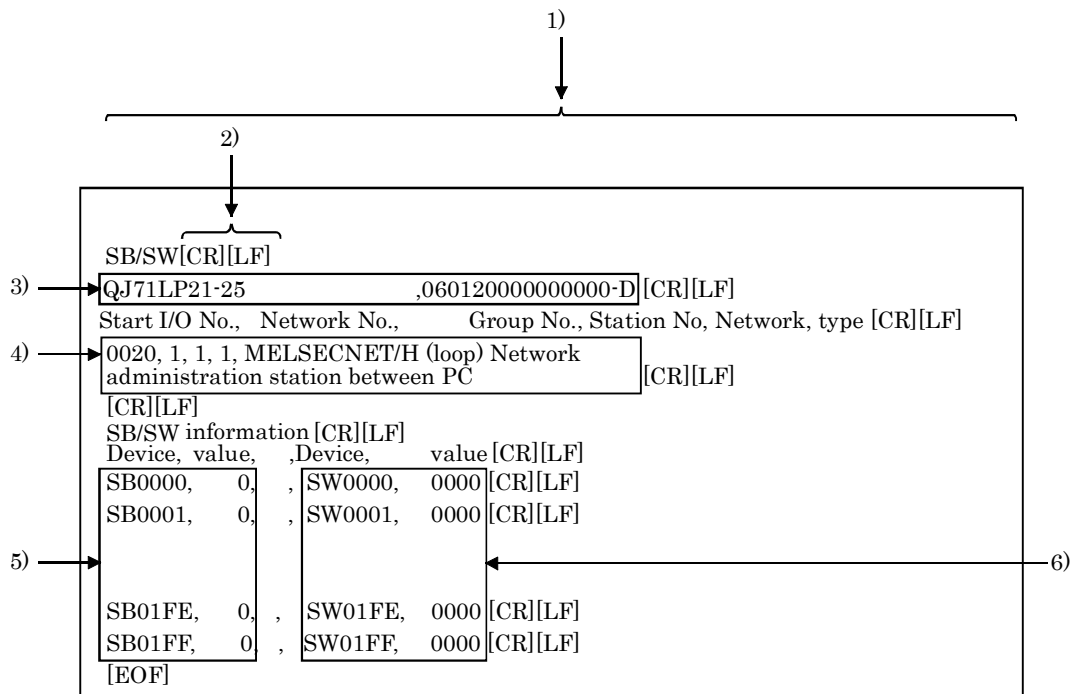 1)
2)
SB/SW[CR][LF]
3)
QJ71LP21-25 ,060120000000000-D [CR][LF]
Start I/O No., Network No., Group No., Station No, Network, type [CR][LF]
4)
0020, 1, 1, 1, MELSECNET/H (loop) Network
administration station between PC [CR][LF]
[CR][LF]
SB/SW information [CR][LF]
Device, value, ,Device, value [CR][LF]
SB0000, 0, , SW0000, 0000 [CR][LF]
SB0001, 0, , SW0001, 0000 [CR][LF]
5)
6)
SB01FE, 0, , SW01FE, 0000 [CR][LF]
SB01FF, 0, , SW01FF, 0000 [CR][LF]
[EOF]